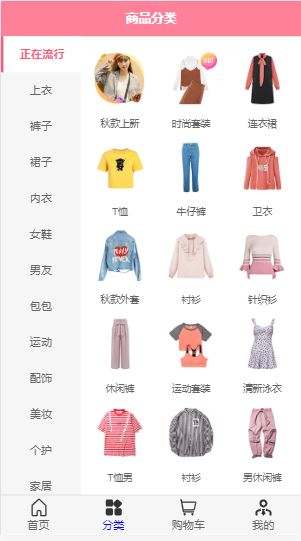 商品分类
正在流行
上衣
裤子
裙子
内衣
女鞋
男友
包包
运动
配饰
美妆
个护
家居
HOT
秋款上新
时尚套装
连衣裙
T恤
牛仔裤
卫衣
秋款外套
衬衫
针织衫
休闲裤
运动套装
清新泳衣
T恤男
衬衫
男休闲裤
首页
分类
购物车
我的